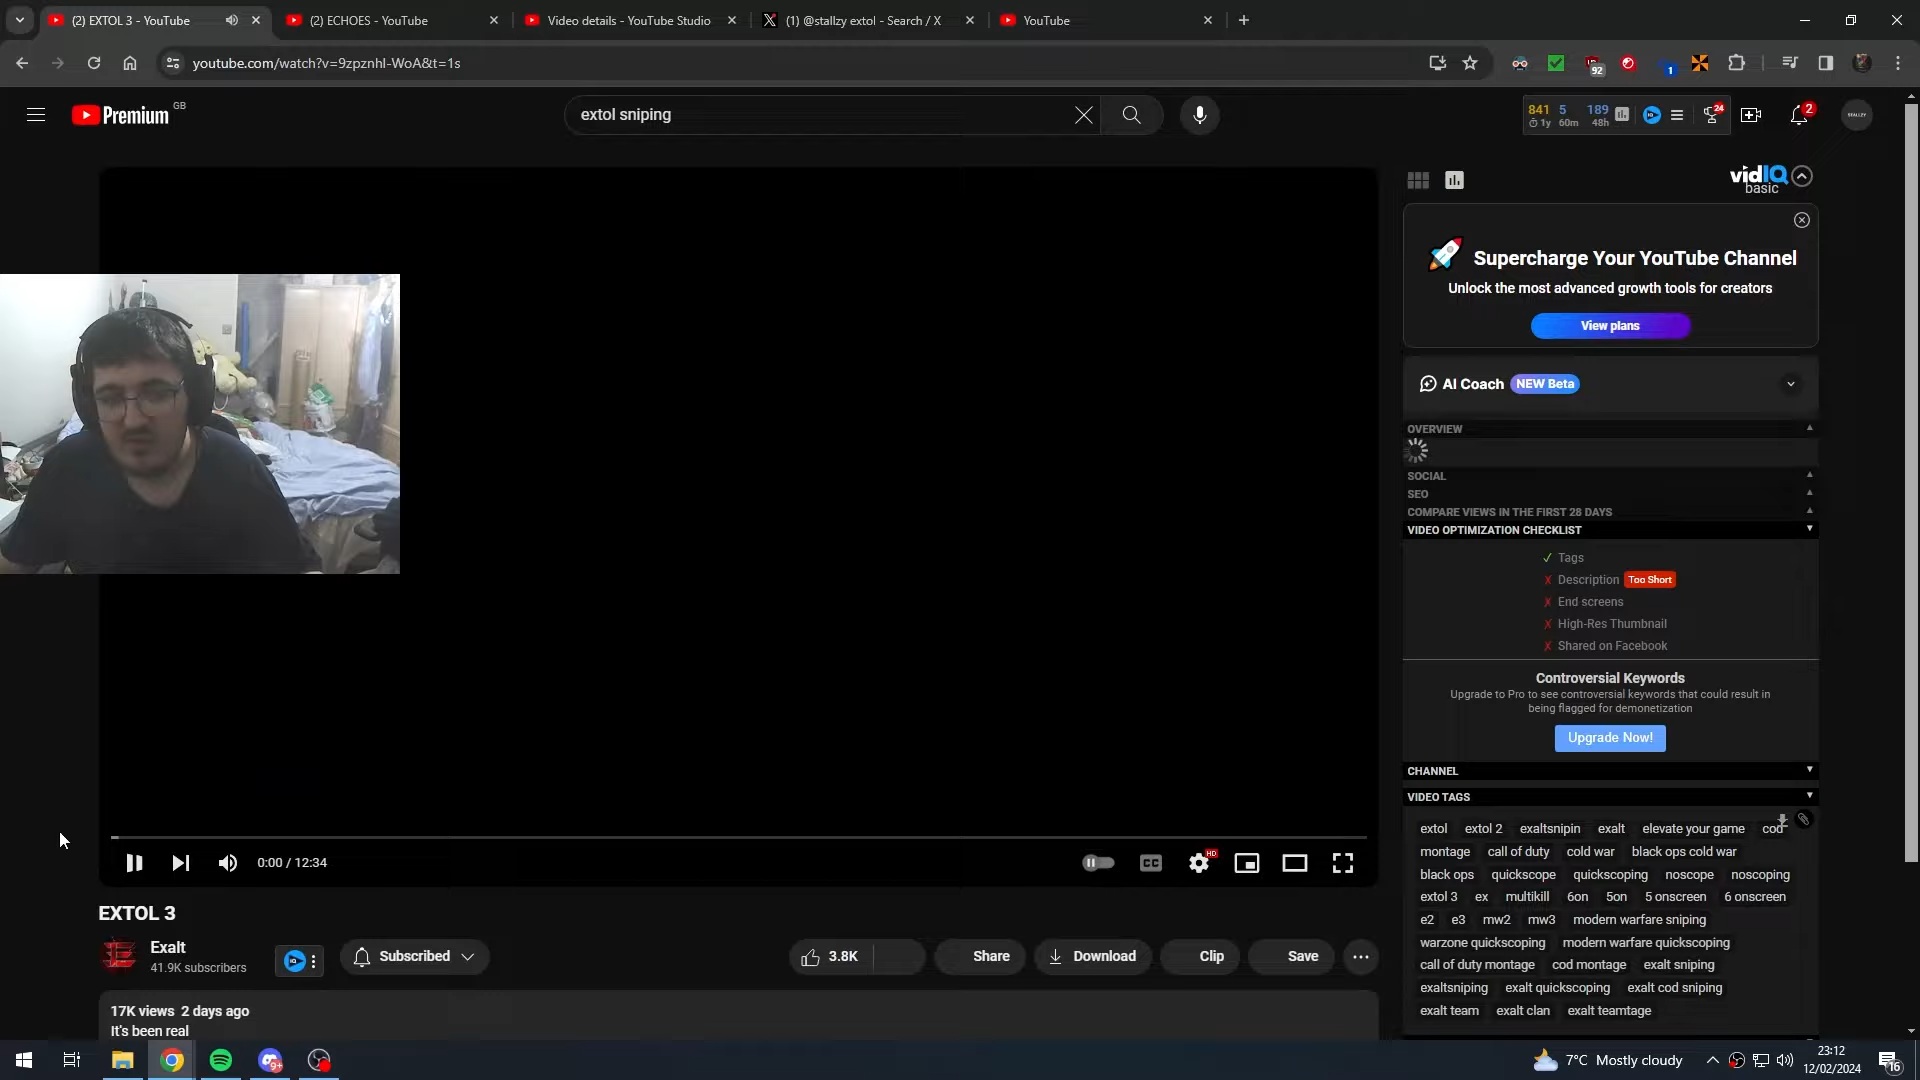 (2) EXTOL 3 - YouTube
(2) ECHOES - YouTube
Video details - YouTube Studio
(1) @stallzy extol - Search / X
YouTube
youtube.com/watch?v=9zpznhI-WoA&t=1s
92
1
Premium GB
extol sniping
841 5 189
1y 60m 48h
24
2
vidIQ
basic
Supercharge Your YouTube Channel
Unlock the most advanced growth tools for creators
View plans
AI Coach NEW Beta
OVERVIEW
SOCIAL
SEO
COMPARE VIEWS IN THE FIRST 28 DAYS
VIDEO OPTIMIZATION CHECKLIST
Tags
Description Too Short
End screens
High-Res Thumbnail
Shared on Facebook
Controversial Keywords
Upgrade to Pro to see controversial keywords that could result in
being flagged for demonetization
Upgrade Now!
CHANNEL
VIDEO TAGS
extol extol 2 exaltsnipin exalt elevate your game cod
montage call of duty cold war black ops cold war
black ops quickscope quickscoping noscope noscoping
extol 3 ex multikill 6on 5on 5 onscreen 6 onscreen
e2 e3 mw2 mw3 modern warfare sniping
warzone quickscoping modern warfare quickscoping
call of duty montage cod montage exalt sniping
exaltsniping exalt quickscoping exalt cod sniping
exalt team exalt clan exalt teamtage
0:00 / 12:34
CC
HD
EXTOL 3
Exalt
41.9K subscribers
Subscribed
3.8K
Share
Download
Clip
Save
17K views 2 days ago
It's been real
9+
7°C Mostly cloudy
23:12
12/02/2024
16